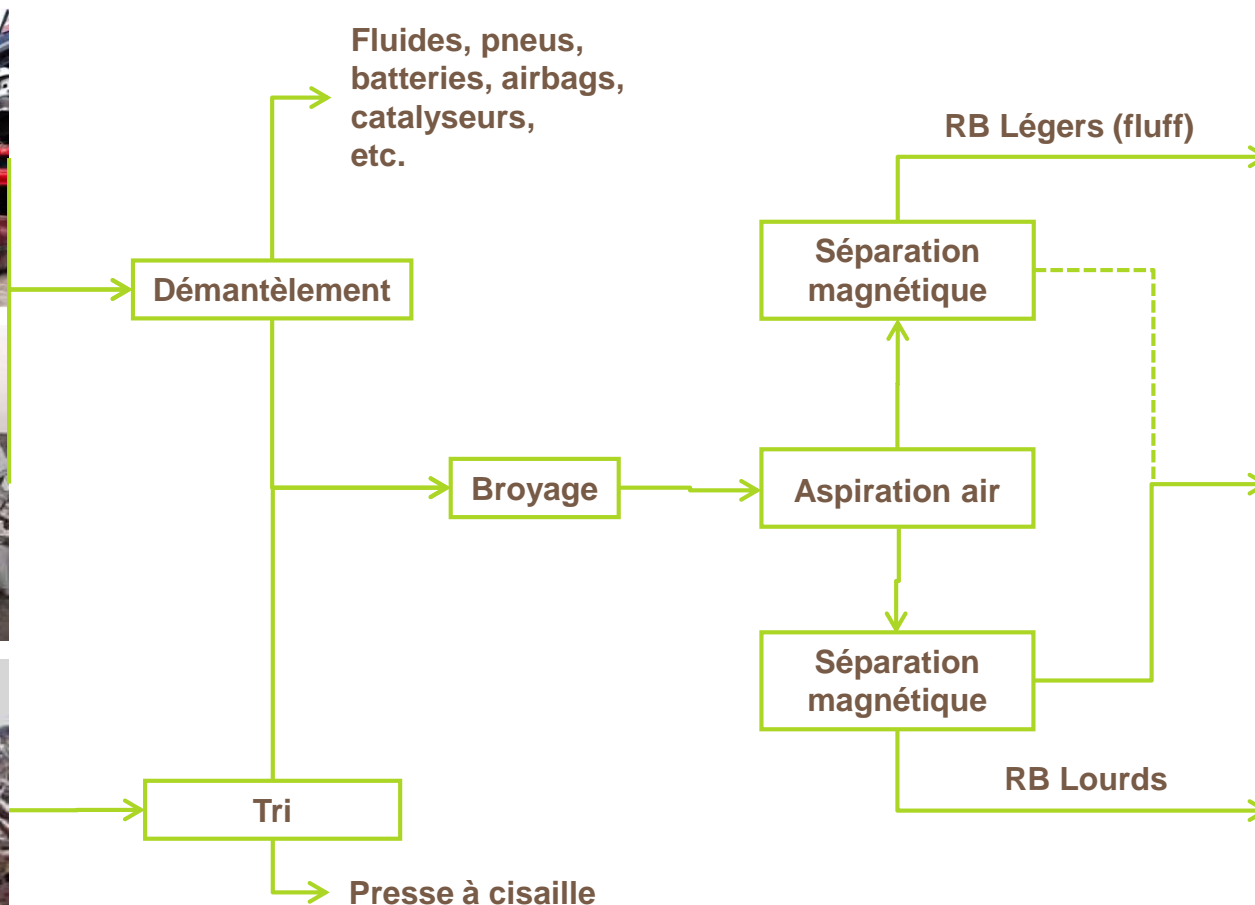 Fluides, pneus,
batteries, airbags,
catalyseurs,
etc.
RB Légers (fluff)
Séparation
magnétique
Démantèlement
Broyage
Aspiration air
Séparation
magnétique
RB Lourds
Tri
Presse à cisaille